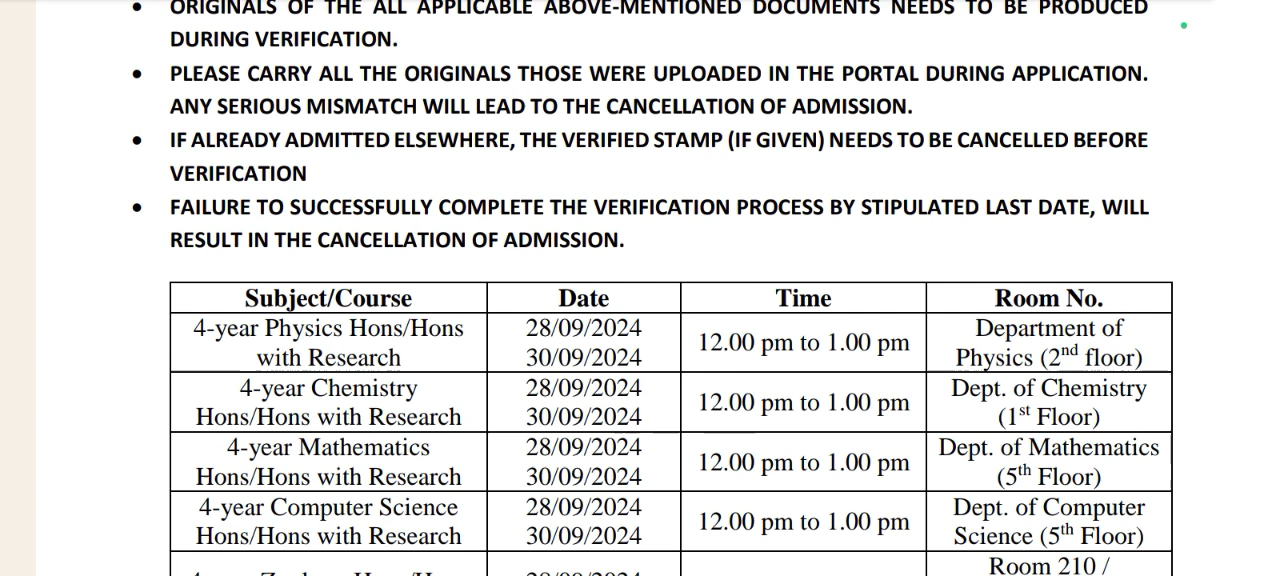 • ORIGINALS OF THE ALL APPLICABLE ABOVE-MENTIONED DOCUMENTS NEEDS TO BE PRODUCED
DURING VERIFICATION.
• PLEASE CARRY ALL THE ORIGINALS THOSE WERE UPLOADED IN THE PORTAL DURING APPLICATION.
ANY SERIOUS MISMATCH WILL LEAD TO THE CANCELLATION OF ADMISSION.
• IF ALREADY ADMITTED ELSEWHERE, THE VERIFIED STAMP (IF GIVEN) NEEDS TO BE CANCELLED BEFORE
VERIFICATION
• FAILURE TO SUCCESSFULLY COMPLETE THE VERIFICATION PROCESS BY STIPULATED LAST DATE, WILL
RESULT IN THE CANCELLATION OF ADMISSION.
Subject/Course Date Time Room No.
4-year Physics Hons/Hons 28/09/2024 Department of
with Research 30/09/2024 12.00 pm to 1.00 pm Physics (2nd floor)
4-year Chemistry 28/09/2024 Dept. of Chemistry
Hons/Hons with Research 30/09/2024 12.00 pm to 1.00 pm (1st Floor)
4-year Mathematics 28/09/2024 Dept. of Mathematics
Hons/Hons with Research 30/09/2024 12.00 pm to 1.00 pm (5th Floor)
4-year Computer Science 28/09/2024 Dept. of Computer
Hons/Hons with Research 30/09/2024 12.00 pm to 1.00 pm Science (5th Floor)
Room 210 /